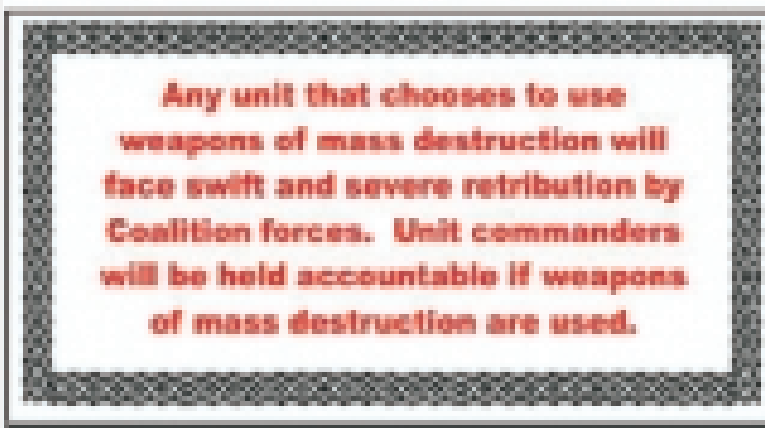 Any unit that chooses to use
weapons of mass destruction will
face swift and severe retribution by
Coalition forces. Unit commanders
will be held accountable if weapons
of mass destruction are used.